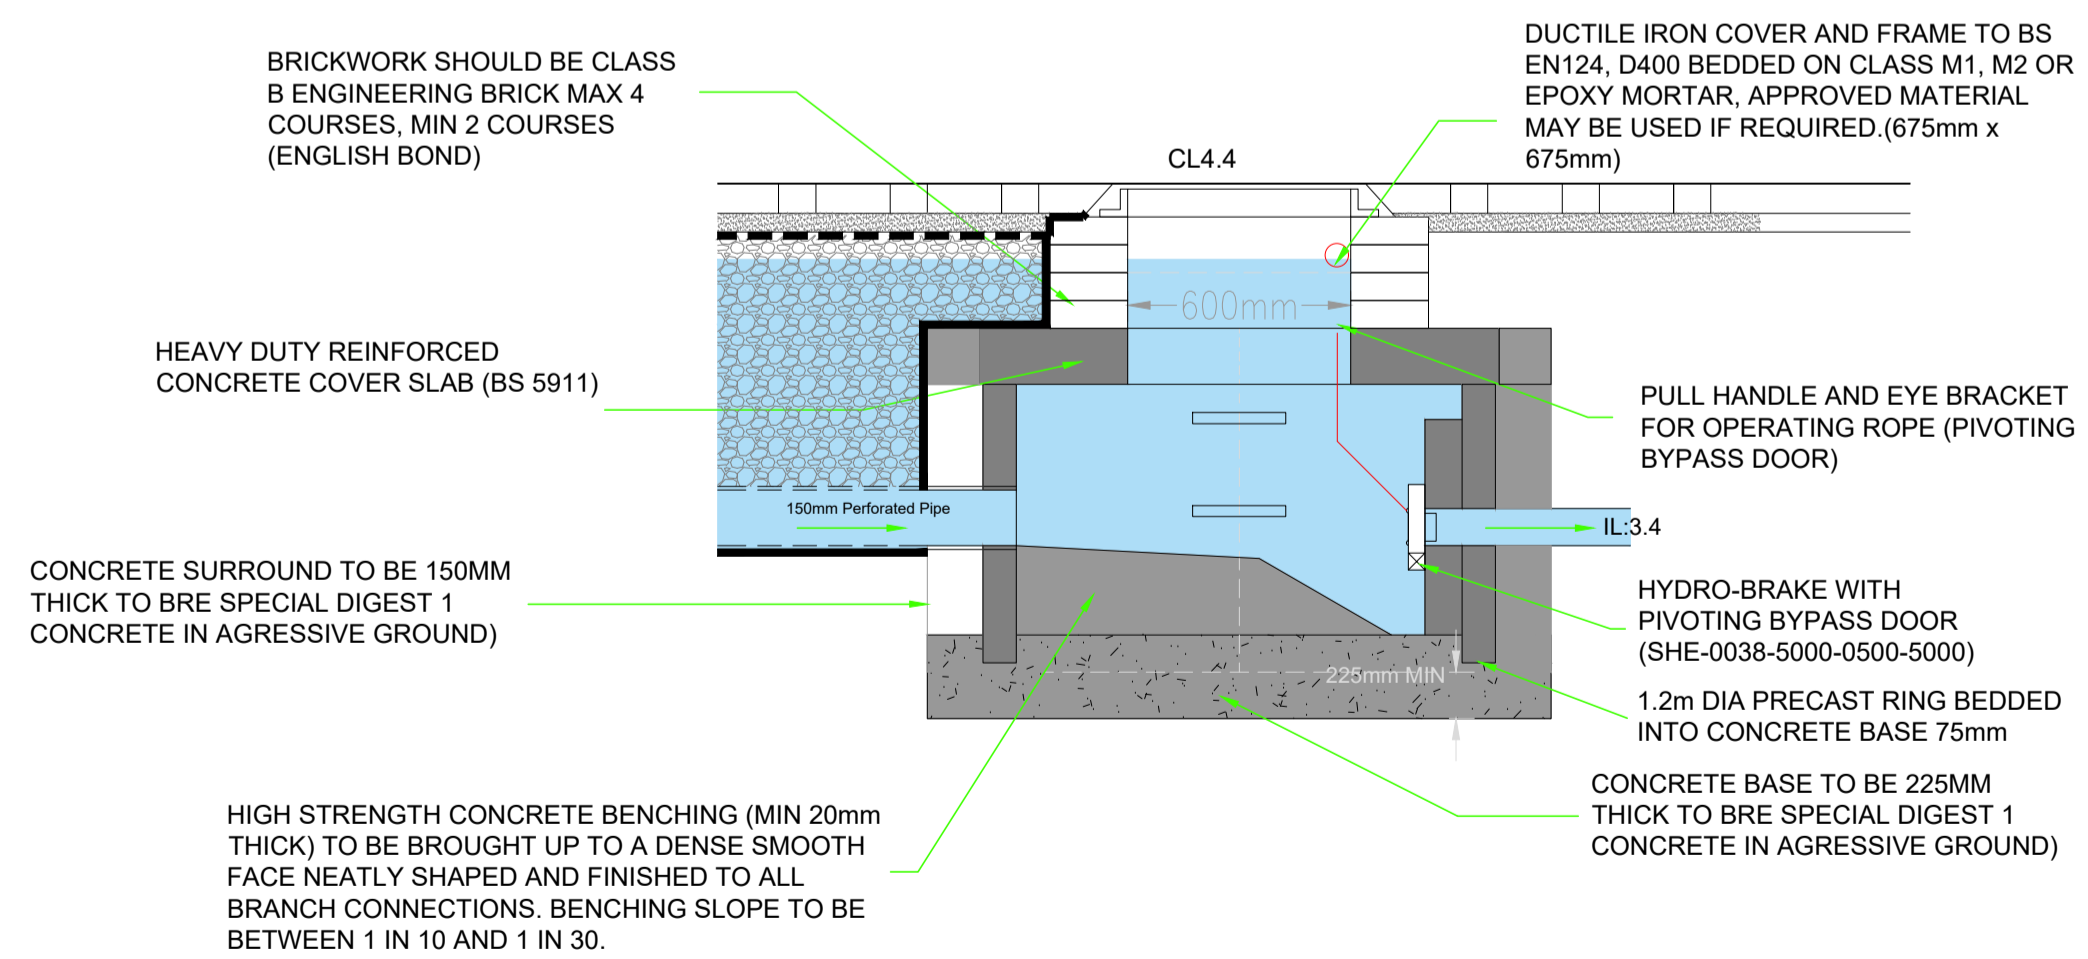 BRICKWORK SHOULD BE CLASS
B ENGINEERING BRICK MAX 4
COURSES, MIN 2 COURSES
(ENGLISH BOND)
DUCTILE IRON COVER AND FRAME TO BS
EN124, D400 BEDDED ON CLASS M1, M2 OR
EPOXY MORTAR, APPROVED MATERIAL
MAY BE USED IF REQUIRED.(675mm x
675mm)
CL4.4
600mm
HEAVY DUTY REINFORCED
CONCRETE COVER SLAB (BS 5911)
PULL HANDLE AND EYE BRACKET
FOR OPERATING ROPE (PIVOTING
BYPASS DOOR)
150mm Perforated Pipe
IL:3.4
CONCRETE SURROUND TO BE 150MM
THICK TO BRE SPECIAL DIGEST 1
CONCRETE IN AGRESSIVE GROUND)
HYDRO-BRAKE WITH
PIVOTING BYPASS DOOR
(SHE-0038-5000-0500-5000)
225mm MIN
1.2m DIA PRECAST RING BEDDED
INTO CONCRETE BASE 75mm
CONCRETE BASE TO BE 225MM
THICK TO BRE SPECIAL DIGEST 1
CONCRETE IN AGRESSIVE GROUND)
HIGH STRENGTH CONCRETE BENCHING (MIN 20mm
THICK) TO BE BROUGHT UP TO A DENSE SMOOTH
FACE NEATLY SHAPED AND FINISHED TO ALL
BRANCH CONNECTIONS. BENCHING SLOPE TO BE
BETWEEN 1 IN 10 AND 1 IN 30.